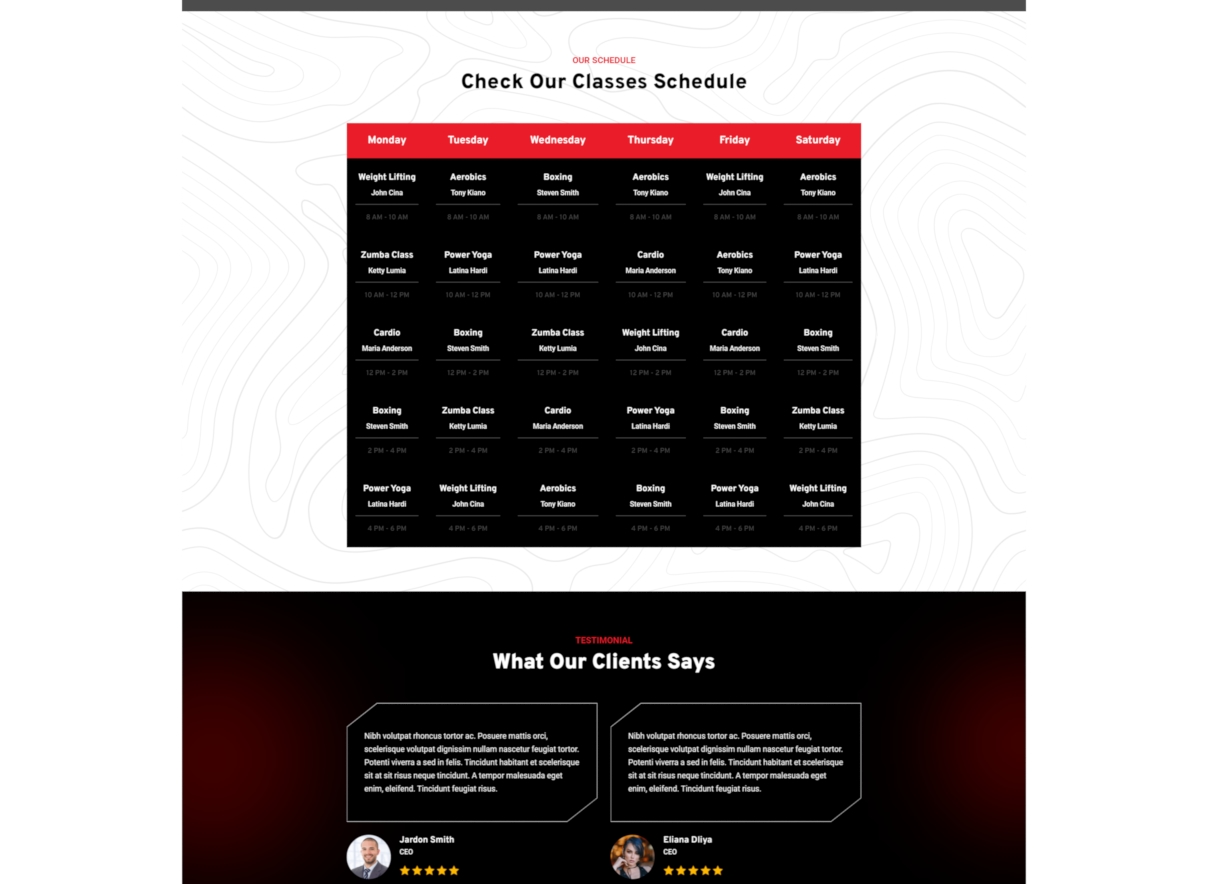 OUR SCHEDULE
Check Our Classes Schedule
Monday Tuesday Wednesday Thursday Friday Saturday
Weight Lifting Aerobics Boxing Aerobics Weight Lifting Aerobics
John Cina Tony Kiano Steven Smith Tony Kiano John Cina Tony Kiano
8 AM - 10 AM 8 AM - 10 AM 8 AM - 10 AM 8 AM - 10 AM 8 AM - 10 AM 8 AM - 10 AM
Zumba Class Power Yoga Power Yoga Cardio Aerobics Power Yoga
Ketty Lumia Latina Hardi Latina Hardi Maria Anderson Tony Kiano Latina Hardi
10 AM - 12 PM 10 AM - 12 PM 10 AM - 12 PM 10 AM - 12 PM 10 AM - 12 PM 10 AM - 12 PM
Cardio Boxing Zumba Class Weight Lifting Cardio Boxing
Maria Anderson Steven Smith Ketty Lumia John Cina Maria Anderson Steven Smith
12 PM - 2 PM 12 PM - 2 PM 12 PM - 2 PM 12 PM - 2 PM 12 PM - 2 PM 12 PM - 2 PM
Boxing Zumba Class Cardio Power Yoga Boxing Zumba Class
Steven Smith Ketty Lumia Maria Anderson Latina Hardi Steven Smith Ketty Lumia
2 PM - 4 PM 2 PM - 4 PM 2 PM - 4 PM 2 PM - 4 PM 2 PM - 4 PM 2 PM - 4 PM
Power Yoga Weight Lifting Aerobics Boxing Power Yoga Weight Lifting
Latina Hardi John Cina Tony Kiano Steven Smith Latina Hardi John Cina
4 PM - 6 PM 4 PM - 6 PM 4 PM - 6 PM 4 PM - 6 PM 4 PM - 6 PM 4 PM - 6 PM
TESTIMONIAL
What Our Clients Says
Nibh volutpat rhoncus tortor ac. Posuere mattis orci,
scelerisque volutpat dignissim nullam nascetur feugiat tortor.
Potenti viverra a sed in felis. Tincidunt habitant et scelerisque
sit at sit risus neque tincidunt. A tempor malesuada eget
enim, eleifend. Tincidunt feugiat risus.
Jardon Smith
CEO
Nibh volutpat rhoncus tortor ac. Posuere mattis orci,
scelerisque volutpat dignissim nullam nascetur feugiat tortor.
Potenti viverra a sed in felis. Tincidunt habitant et scelerisque
sit at sit risus neque tincidunt. A tempor malesuada eget
enim, eleifend. Tincidunt feugiat risus.
Eliana Dliya
CEO